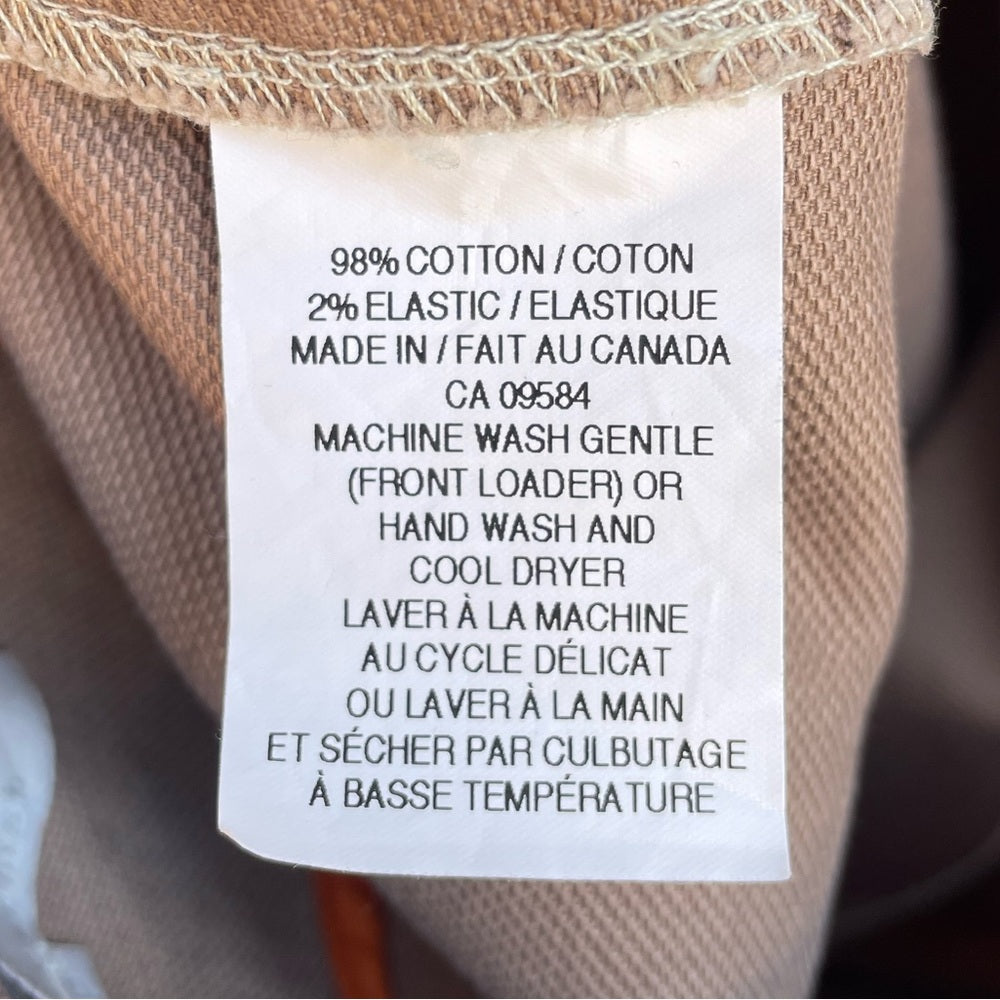 98% COTTON / COTON
2% ELASTIC / ELASTIQUE
MADE IN / FAIT AU CANADA
CA 09584
MACHINE WASH GENTLE
(FRONT LOADER) OR
HAND WASH AND
COOL DRYER
LAVER À LA MACHINE
AU CYCLE DÉLICAT
OU LAVER À LA MAIN
ET SÉCHER PAR CULBUTAGE
À BASSE TEMPÉRATURE